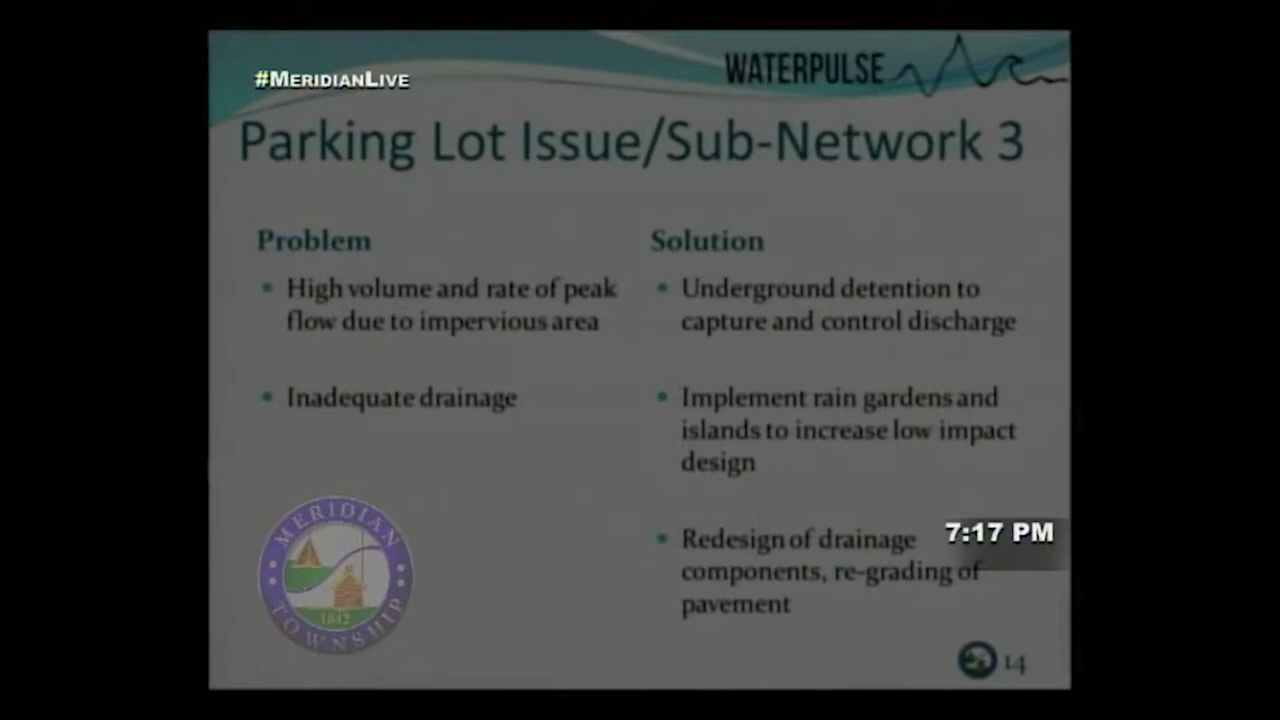 #MERIDIANLIVE
WATERPULSE
Parking Lot Issue/Sub-Network 3
Problem
• High volume and rate of peak
flow due to impervious area
• Inadequate drainage
Solution
• Underground detention to
capture and control discharge
• Implement rain gardens and
islands to increase low impact
design
• Redesign of drainage
components, re-grading of
pavement
MERIDIAN
1842
TOWNSHIP
7:17 PM
14